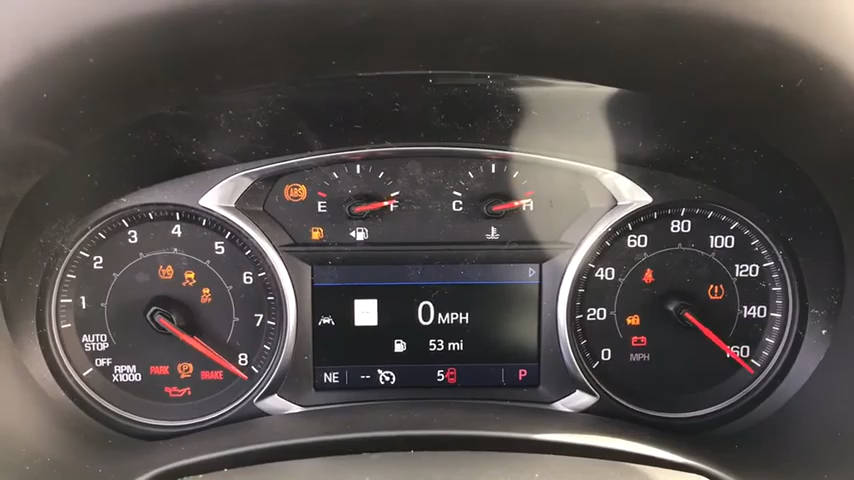 ABS
E F
C H
1 2 3 4 5 6 7 8
AUTO
STOP
OFF
RPM
X1000
OFF
PARK
BRAKE
0 MPH
53 mi
NE -- 5 P
0 20 40 60 80 100 120 140 160
MPH